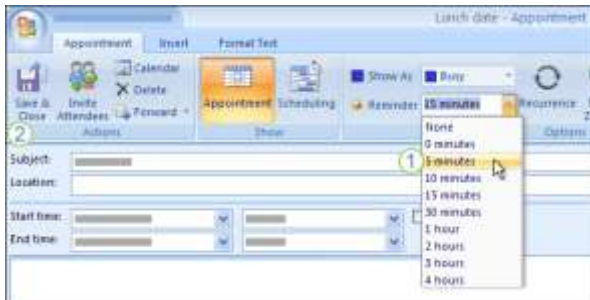 Lunch date - Appointment
Appointment Insert Format Text
Save & Close
Invite Attendees
Calendar
Delete
Forward
Actions
Appointment
Scheduling
Show
Show As: Busy
Reminder: 15 minutes
Recurrence
Options
None
0 minutes
5 minutes
10 minutes
15 minutes
30 minutes
1 hour
2 hours
3 hours
4 hours
1
2
Subject:
Location:
Start time:
End time: